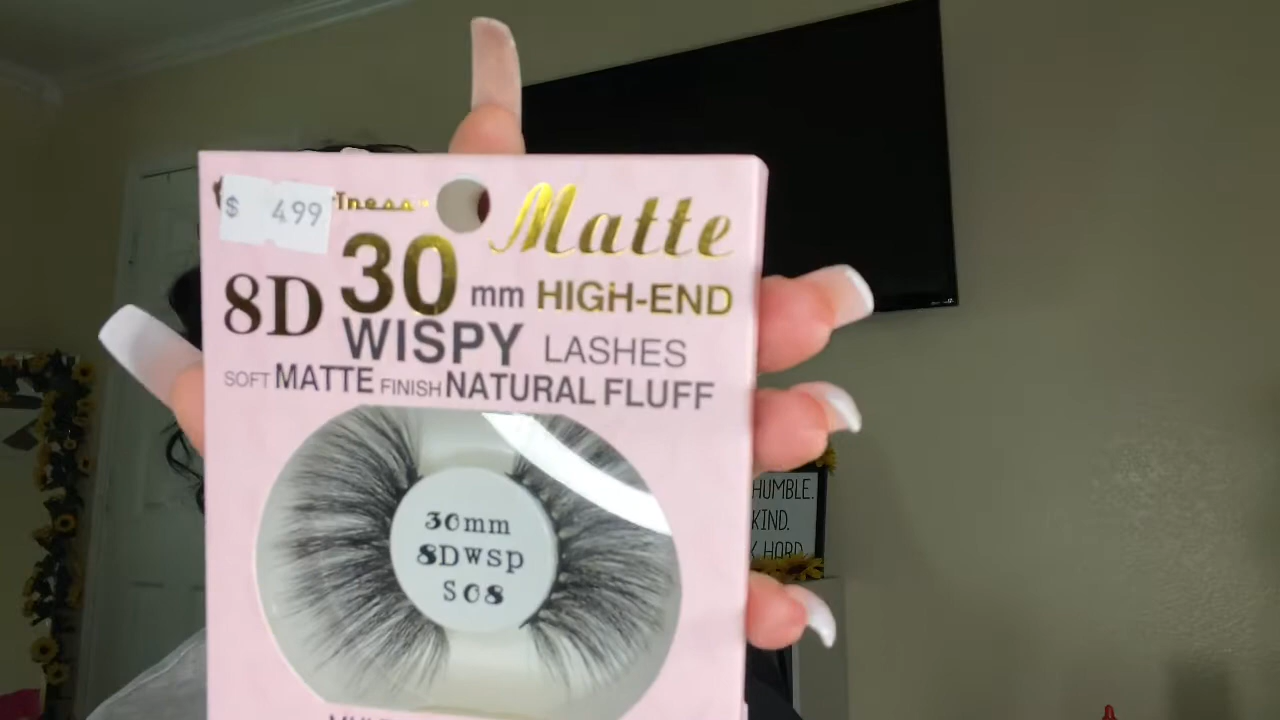 $ 499
Matte
8D 30 mm HIGH-END
WISPY LASHES
SOFT MATTE FINISH NATURAL FLUFF
30mm
8DWSP
S08
HUMBLE.
KIND.
HARD